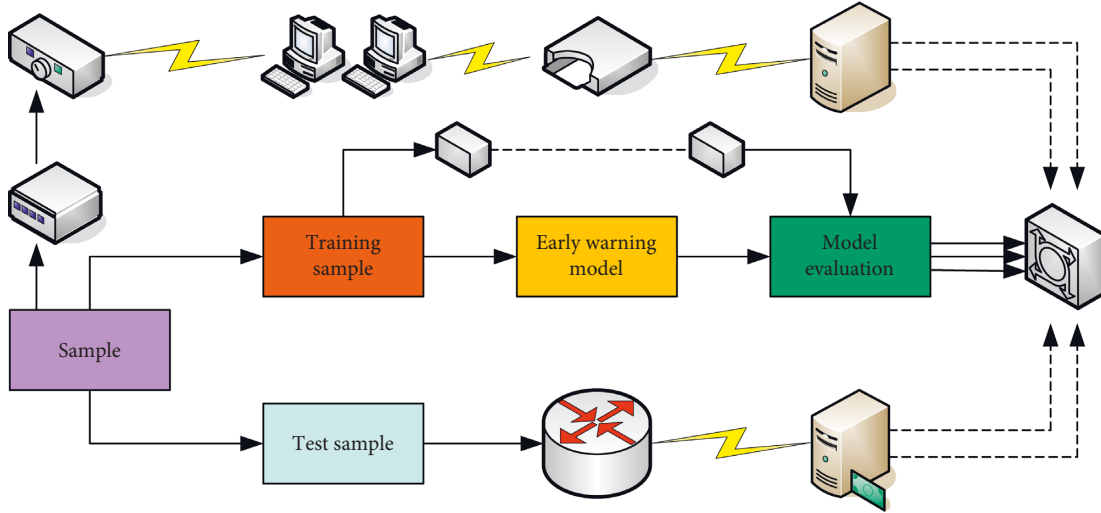 Training
sample
Early warning
model
Model
evaluation
Sample
Test sample